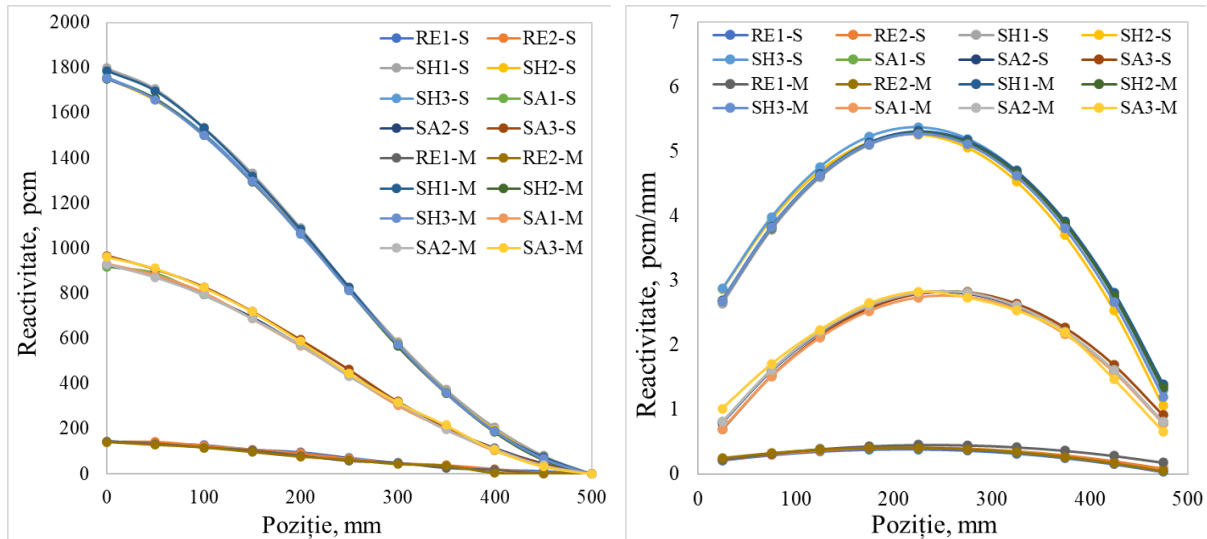 2000
1800
1600
1400
1200
1000
800
600
400
200
0
Reactivitate, pcm
RE1-S RE2-S
SH1-S SH2-S
SH3-S SA1-S
SA2-S SA3-S
RE1-M RE2-M
SH1-M SH2-M
SH3-M SA1-M
SA2-M SA3-M
0 100 200 300 400 500
Poziție, mm
7
6
5
4
3
2
1
0
Reactivitate, pcm/mm
RE1-S RE2-S SH1-S SH2-S
SH3-S SA1-S SA2-S SA3-S
RE1-M RE2-M SH1-M SH2-M
SH3-M SA1-M SA2-M SA3-M
0 100 200 300 400 500
Poziție, mm